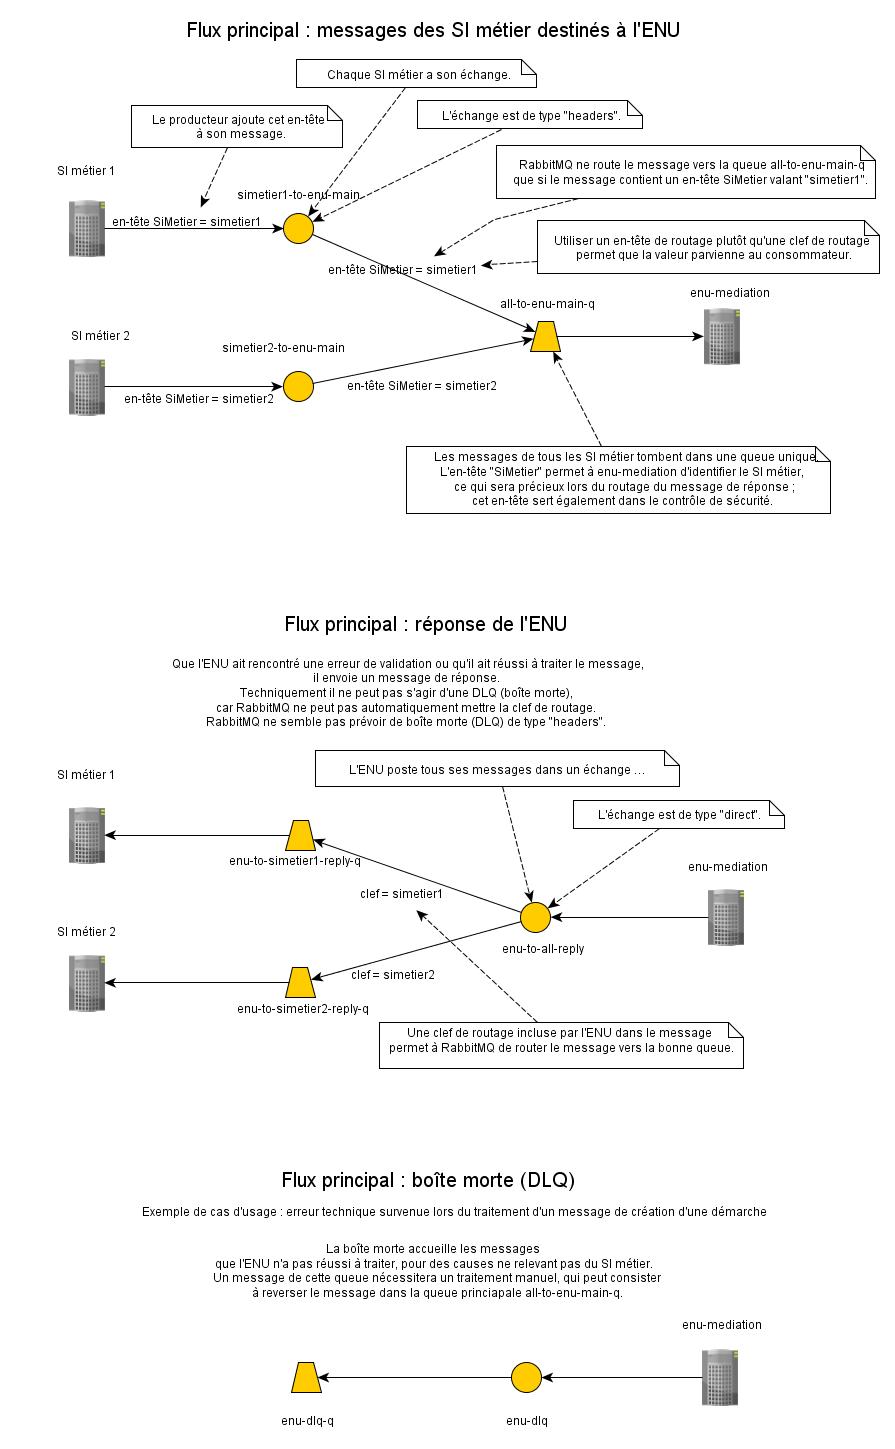 Flux principal : messages des SI métier destinés à l'ENU
Chaque SI métier a son échange.
Le producteur ajoute cet en-tête
à son message.
L'échange est de type "headers".
RabbitMQ ne route le message vers la queue all-to-enu-main-q
que si le message contient un en-tête SiMetier valant "simetier1".
SI métier 1
simetier1-to-enu-main
en-tête SiMetier = simetier1
Utiliser un en-tête de routage plutôt qu'une clef de routage
permet que la valeur parvienne au consommateur.
en-tête SiMetier = simetier1
enu-mediation
all-to-enu-main-q
SI métier 2
simetier2-to-enu-main
en-tête SiMetier = simetier2
en-tête SiMetier = simetier2
Les messages de tous les SI métier tombent dans une queue unique.
L'en-tête "SiMetier" permet à enu-mediation d'identifier le SI métier,
ce qui sera précieux lors du routage du message de réponse ;
cet en-tête sert également dans le contrôle de sécurité.
Flux principal : réponse de l'ENU
Que l'ENU ait rencontré une erreur de validation ou qu'il ait réussi à traiter le message,
il envoie un message de réponse.
Techniquement il ne peut pas s'agir d'une DLQ (boîte morte),
car RabbitMQ ne peut pas automatiquement mettre la clef de routage.
RabbitMQ ne semble pas prévoir de boîte morte (DLQ) de type "headers".
SI métier 1
L'ENU poste tous ses messages dans un échange ...
L'échange est de type "direct".
enu-to-simetier1-reply-q
enu-mediation
clef = simetier1
SI métier 2
enu-to-all-reply
clef = simetier2
enu-to-simetier2-reply-q
Une clef de routage incluse par l'ENU dans le message
permet à RabbitMQ de router le message vers la bonne queue.
Flux principal : boîte morte (DLQ)
Exemple de cas d'usage : erreur technique survenue lors du traitement d'un message de création d'une démarche
La boîte morte accueille les messages
que l'ENU n'a pas réussi à traiter, pour des causes ne relevant pas du SI métier.
Un message de cette queue nécessitera un traitement manuel, qui peut consister
à reverser le message dans la queue princiapale all-to-enu-main-q.
enu-mediation
enu-dlq-q
enu-dlq